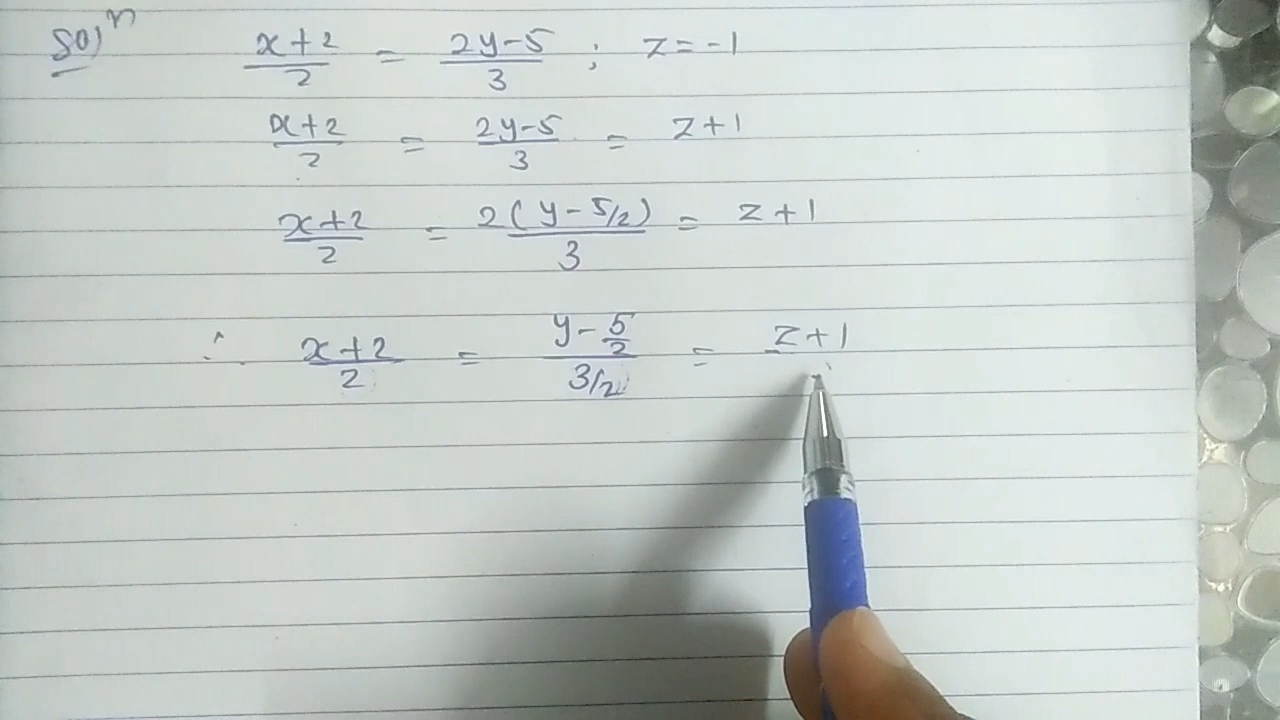 Solⁿ x+2/2 = 2y-5/3 ; z = -1
x+2/2 = 2y-5/3 = z+1
x+2/2 = 2(y-5/2)/3 = z+1
∴ x+2/2 = y-5/2/3/2 = z+1